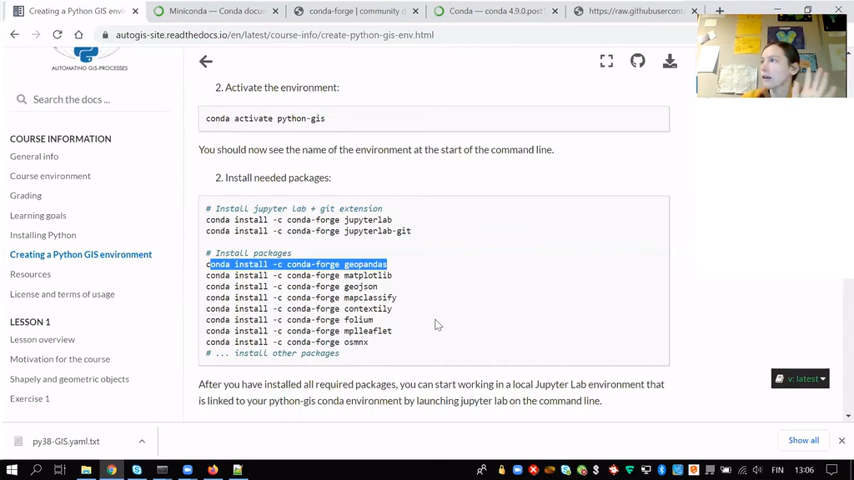 Creating a Python GIS environment
Miniconda — Conda docu
conda-forge | community
Conda — conda 4.9.0.post
https://raw.githubuserconte
autogis-site.readthedocs.io/en/latest/course-info/create-python-gis-env.html
AUTOMATING GIS-PROCESSES
Search the docs ...
COURSE INFORMATION
General info
Course environment
Grading
Learning goals
Installing Python
Creating a Python GIS environment
Resources
License and terms of usage
LESSON 1
Lesson overview
Motivation for the course
Shapely and geometric objects
Exercise 1
2. Activate the environment:
conda activate python-gis
You should now see the name of the environment at the start of the command line.
2. Install needed packages:
# Install jupyter lab + git extension
conda install -c conda-forge jupyterlab
conda install -c conda-forge jupyterlab-git
# Install packages
conda install -c conda-forge geopandas
conda install -c conda-forge matplotlib
conda install -c conda-forge geojson
conda install -c conda-forge mapclassify
conda install -c conda-forge contextily
conda install -c conda-forge folium
conda install -c conda-forge mplleaflet
conda install -c conda-forge osmnx
# ... install other packages
After you have installed all required packages, you can start working in a local Jupyter Lab environment that
is linked to your python-gis conda environment by launching jupyter lab on the command line.
v: latest
py38-GIS.yaml.txt
Show all
FIN
13:06